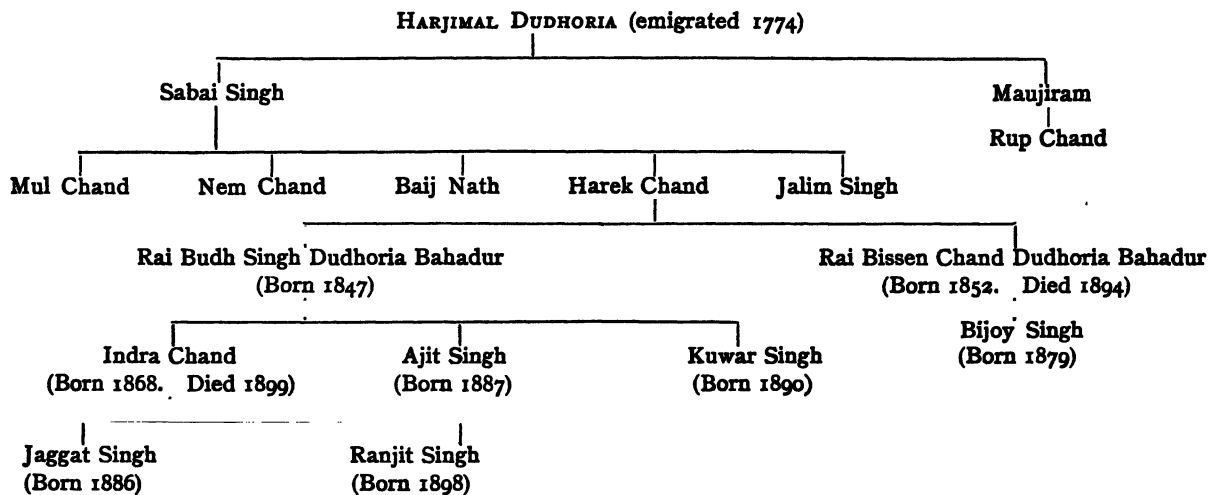 HARJIMAL DUDHORIA (emigrated 1774)
Sabai Singh
Maujiram
Rup Chand
Mul Chand
Nem Chand
Baij Nath
Harek Chand
Jalim Singh
Rai Budh Singh Dudhoria Bahadur
(Born 1847)
Rai Bissen Chand Dudhoria Bahadur
(Born 1852. Died 1894)
Bijoy Singh
(Born 1879)
Indra Chand
(Born 1868. Died 1899)
Ajit Singh
(Born 1887)
Kuwar Singh
(Born 1890)
Jaggat Singh
(Born 1886)
Ranjit Singh
(Born 1898)